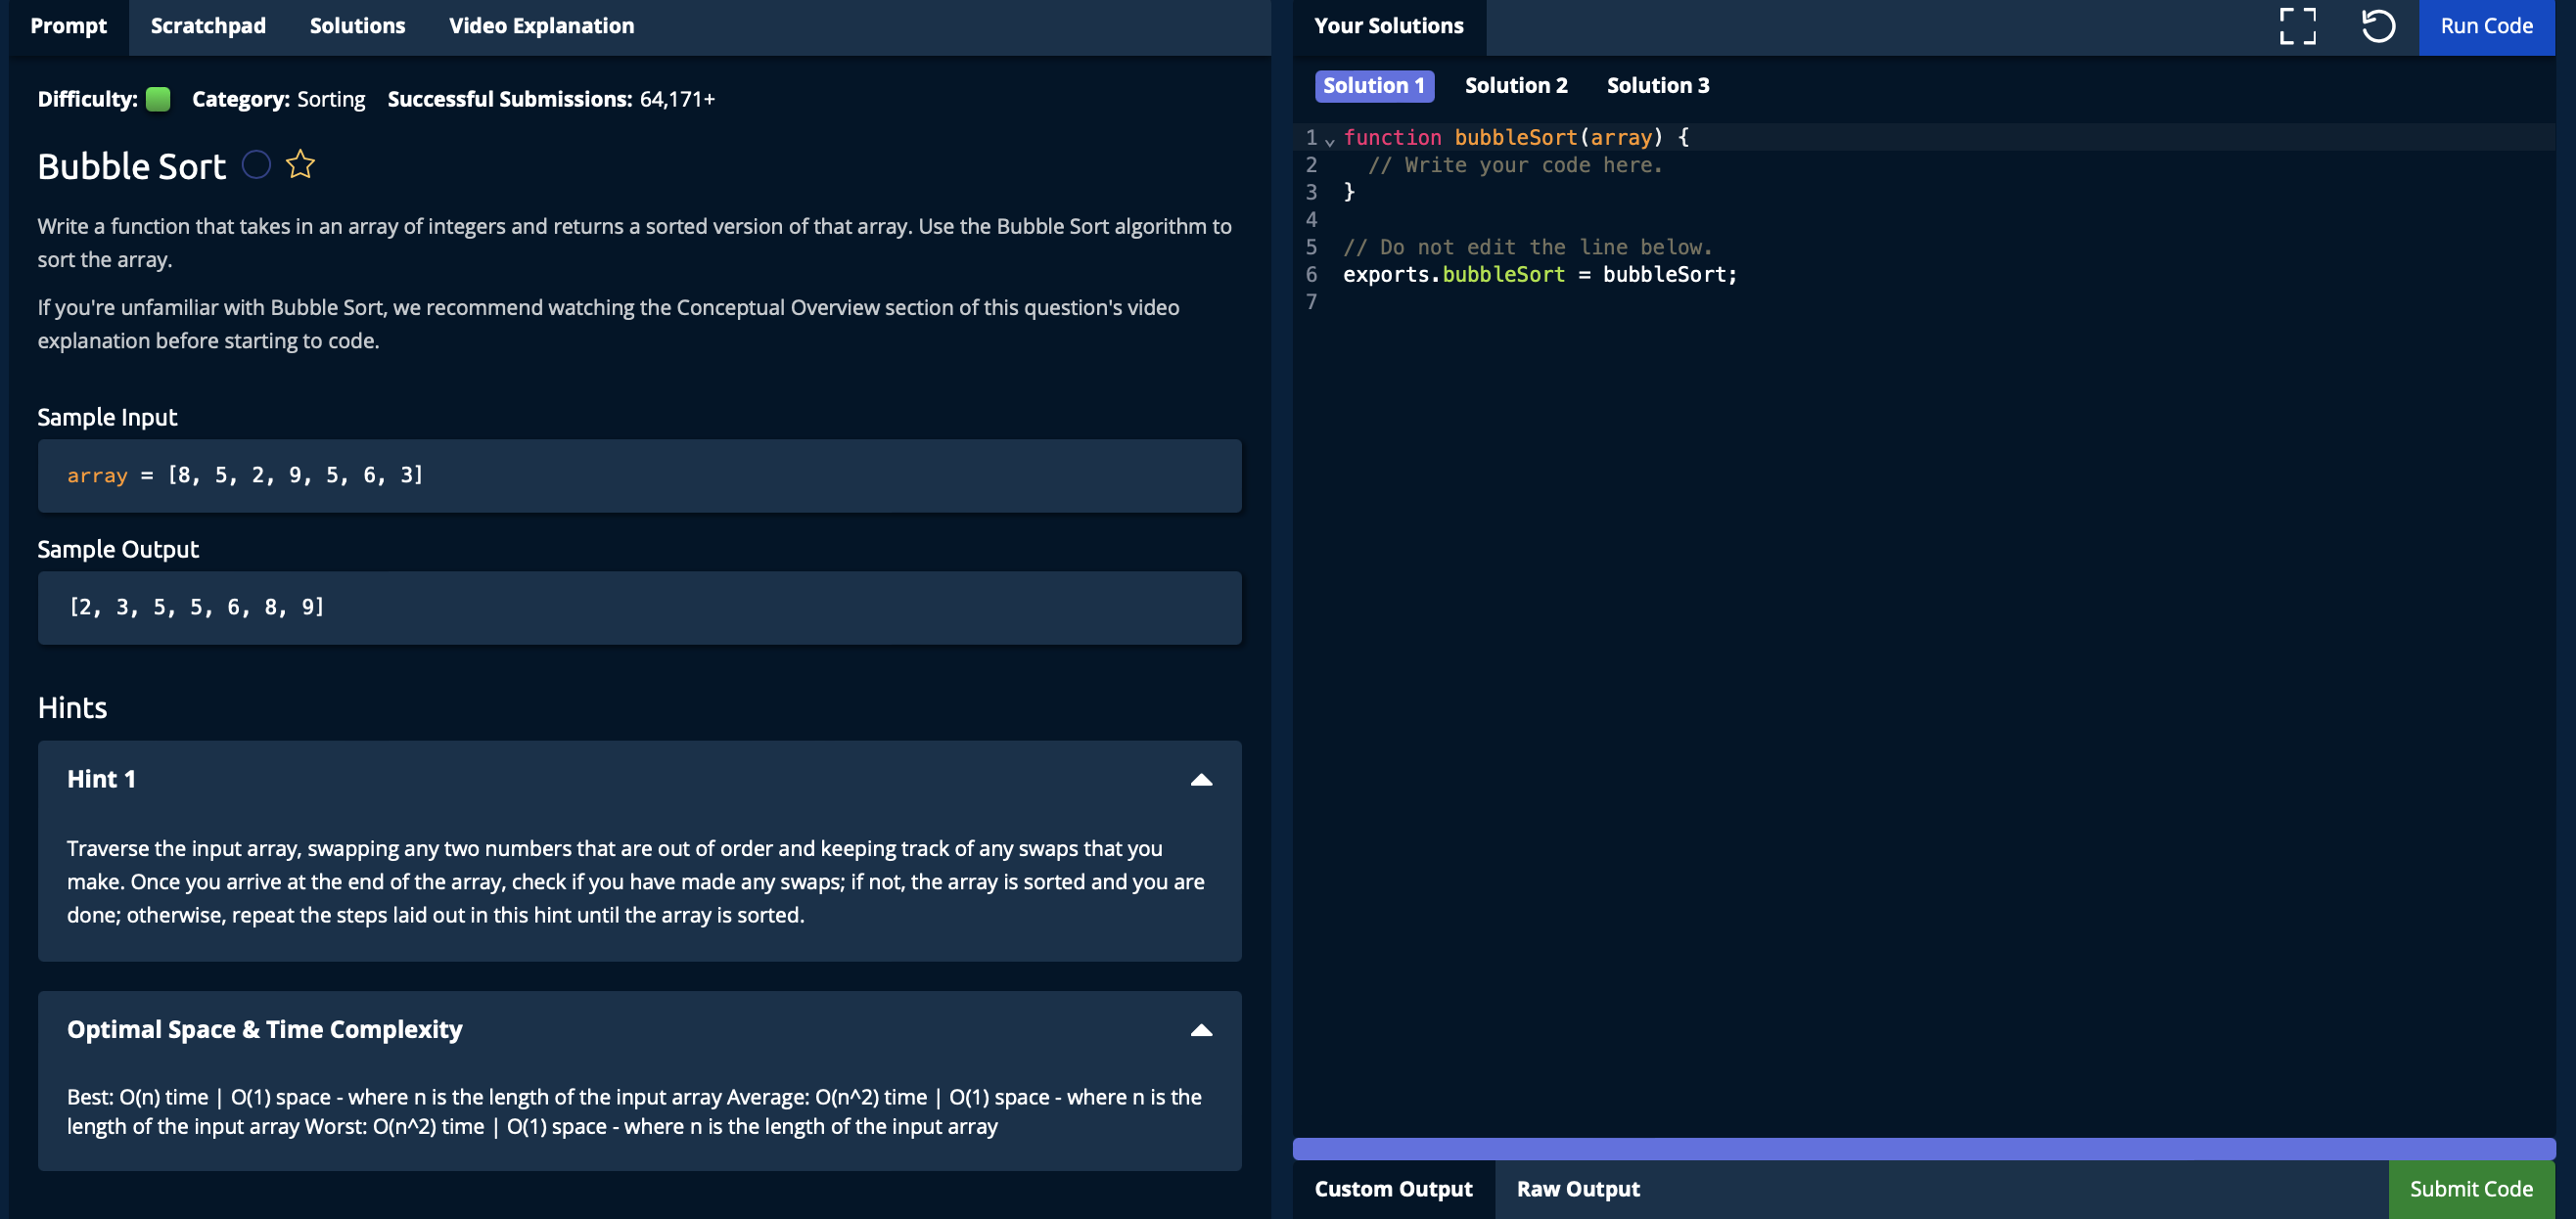 Prompt Scratchpad Solutions Video Explanation
Difficulty: Category: Sorting Successful Submissions: 64,171+
Bubble Sort
Write a function that takes in an array of integers and returns a sorted version of that array. Use the Bubble Sort algorithm to
sort the array.
If you're unfamiliar with Bubble Sort, we recommend watching the Conceptual Overview section of this question's video
explanation before starting to code.
Sample Input
array = [8, 5, 2, 9, 5, 6, 3]
Sample Output
[2, 3, 5, 5, 6, 8, 9]
Hints
Hint 1
Traverse the input array, swapping any two numbers that are out of order and keeping track of any swaps that you
make. Once you arrive at the end of the array, check if you have made any swaps; if not, the array is sorted and you are
done; otherwise, repeat the steps laid out in this hint until the array is sorted.
Optimal Space & Time Complexity
Best: O(n) time | O(1) space - where n is the length of the input array Average: O(n^2) time | O(1) space - where n is the
length of the input array Worst: O(n^2) time | O(1) space - where n is the length of the input array
Your Solutions Run Code
Solution 1 Solution 2 Solution 3
1 function bubbleSort(array) {
2 // Write your code here.
3 }
4
5 // Do not edit the line below.
6 exports.bubbleSort = bubbleSort;
7
Custom Output Raw Output Submit Code